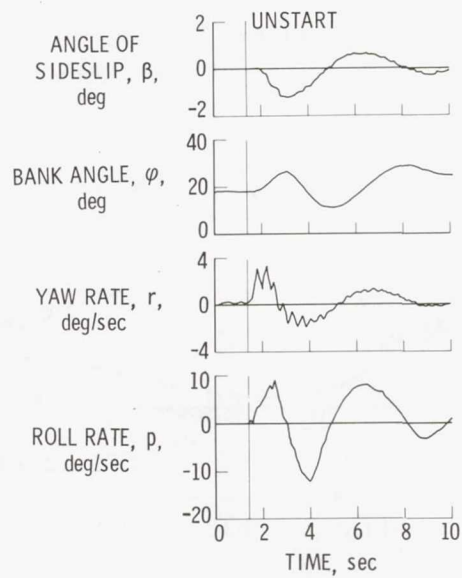 UNSTART
ANGLE OF
SIDESLIP, β,
deg
2
0
-2
BANK ANGLE, φ,
deg
40
20
0
YAW RATE, r,
deg/sec
4
0
-4
ROLL RATE, p,
deg/sec
10
0
-10
-20
0 2 4 6 8 10
TIME, sec